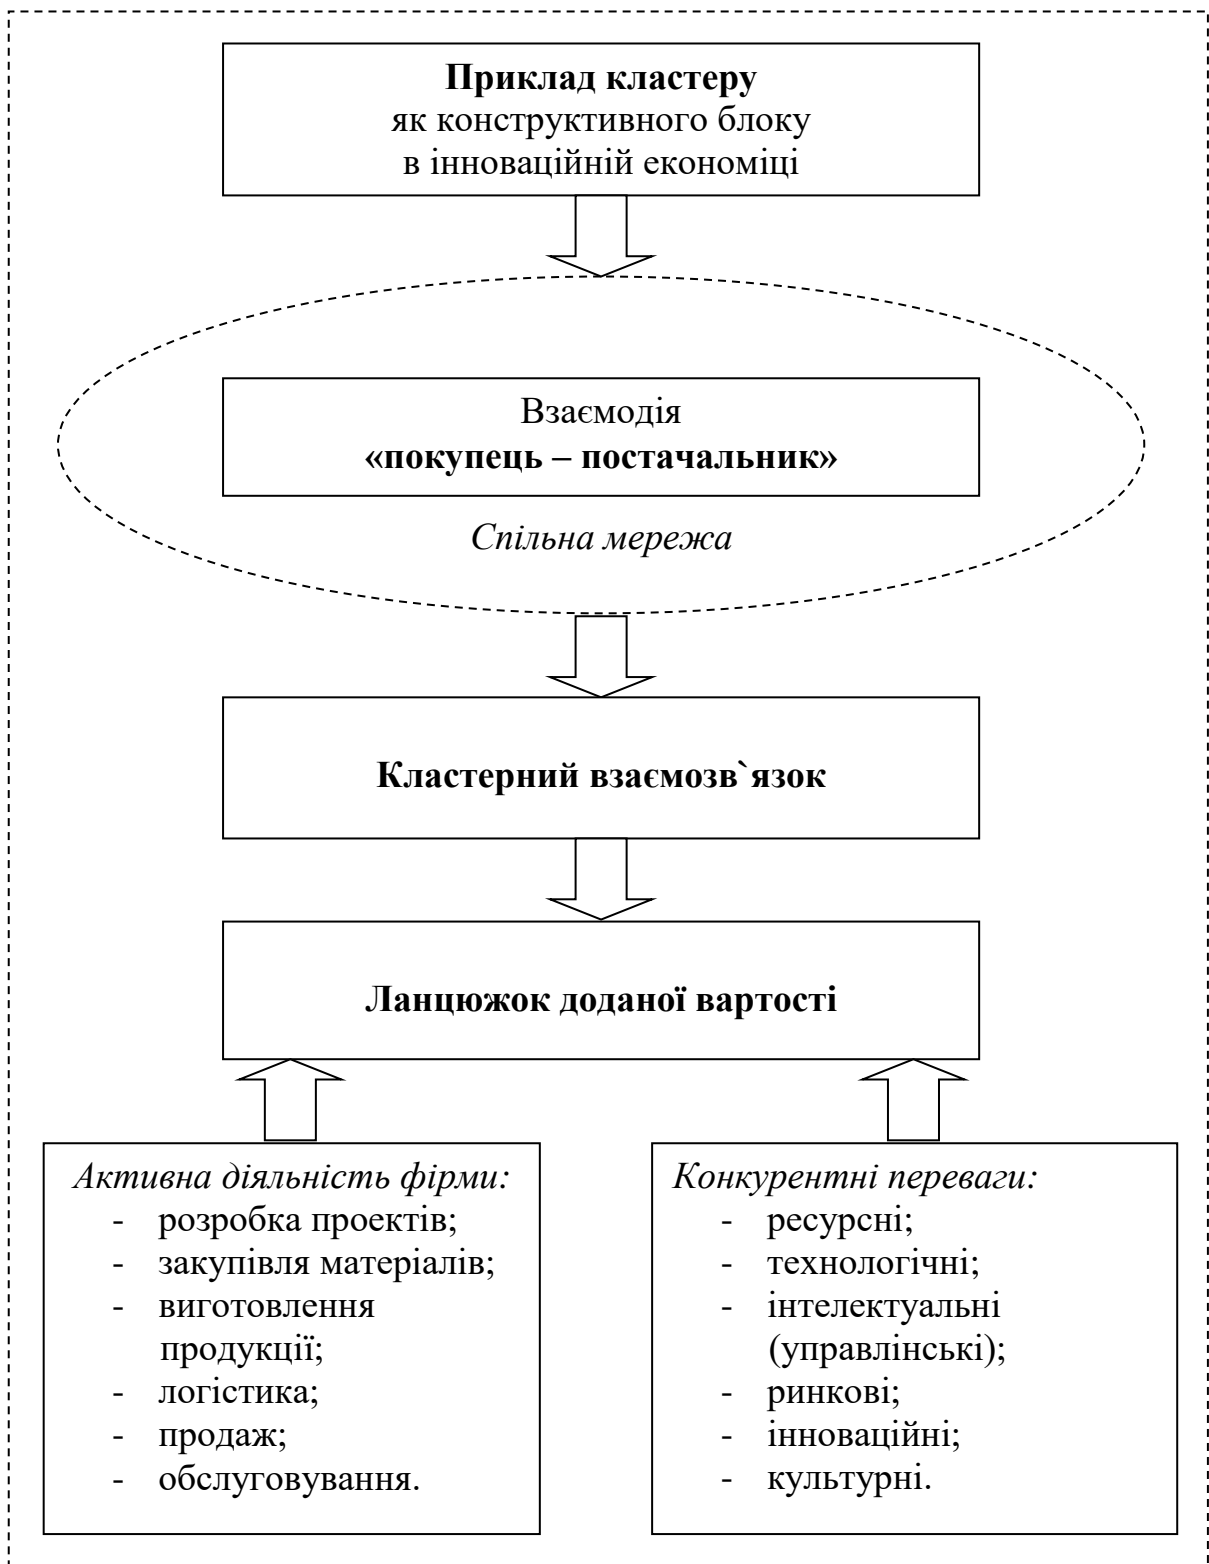 Приклад кластеру
як конструктивного блоку
в інноваційній економіці
Взаємодія
«покупець – постачальник»
Спільна мережа
Кластерний взаємозв`язок
Ланцюжок доданої вартості
Активна діяльність фірми:
- розробка проектів;
- закупівля матеріалів;
- виготовлення
продукції;
- логістика;
- продаж;
- обслуговування.
Конкурентні переваги:
- ресурсні;
- технологічні;
- інтелектуальні
(управлінські);
- ринкові;
- інноваційні;
- культурні.